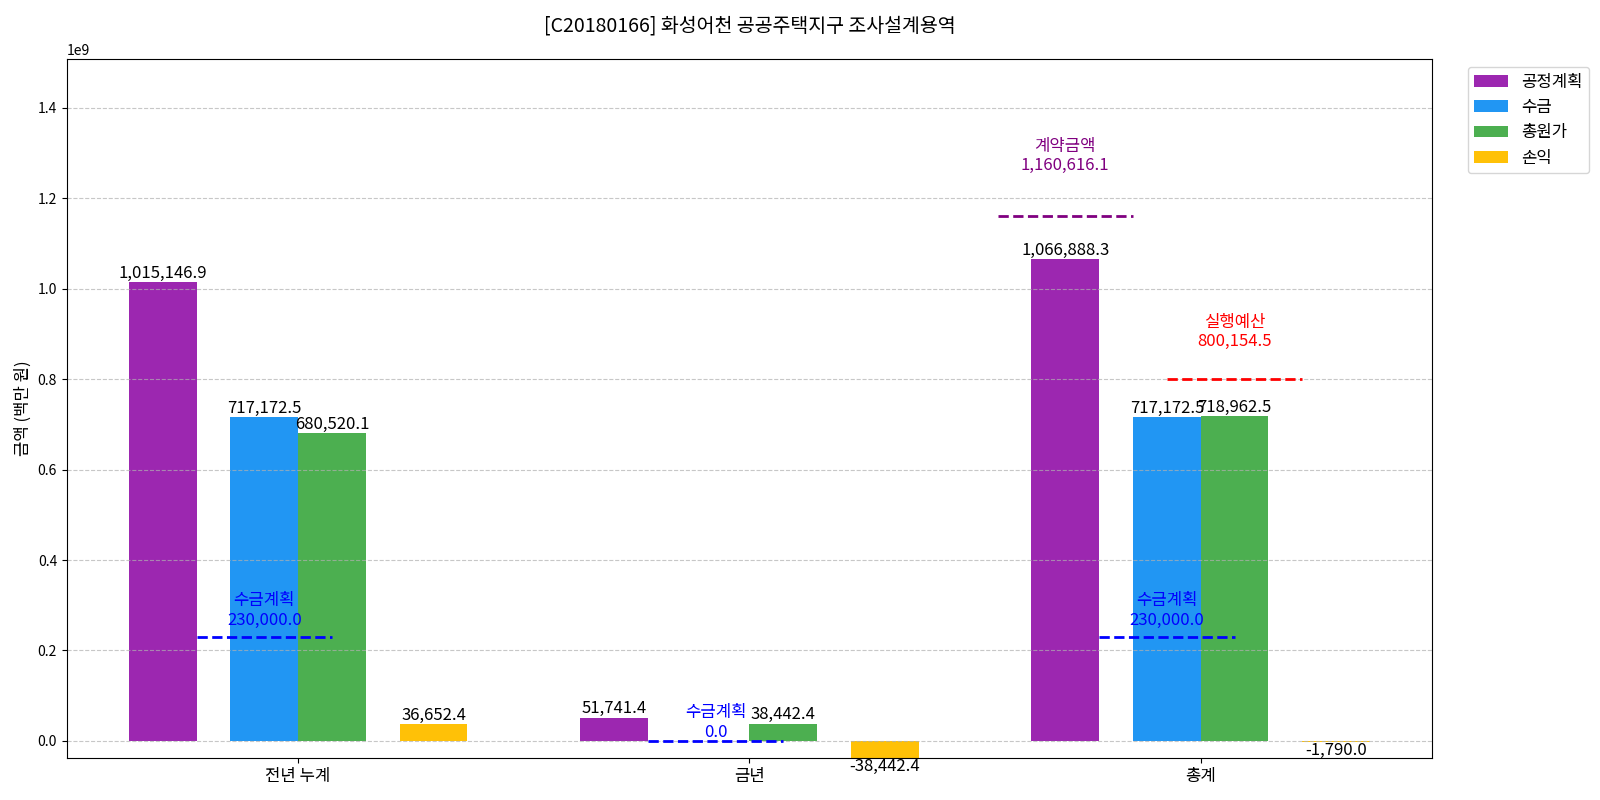 [C20180166] 화성어천 공공주택지구 조사설계용역
1e9
금액 (백만 원)
1.4
1.2
1.0
0.8
0.6
0.4
0.2
0.0
공정계획
수금
총원가
손익
계약금액
1,160,616.1
1,066,888.3
1,015,146.9
실행예산
800,154.5
717,172.5
680,520.1
717,172.5
718,962.5
수금계획
230,000.0
수금계획
230,000.0
36,652.4
51,741.4
수금계획
0.0
38,442.4
-38,442.4
-1,790.0
전년 누계
금년
총계